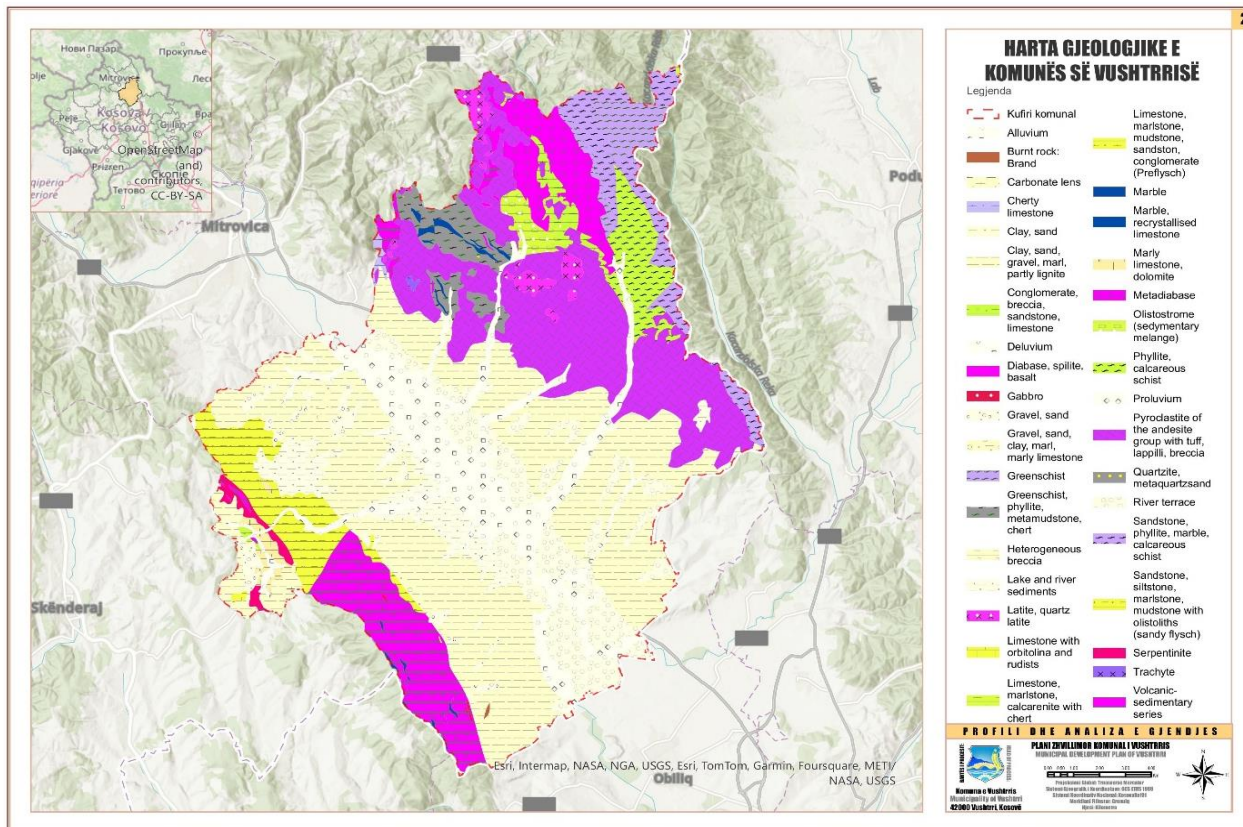 2
HARTA GJEOLOGJIKE E
KOMUNËS SË VUSHTRRISË
Legjenda
Kufiri komunal
Alluvium
Burnt rock:
Brand
Carbonate lens
Cherty
limestone
Clay, sand
Clay, sand,
gravel, marl,
partly lignite
Conglomerate,
breccia,
sandstone,
limestone
Deluvium
Diabase, spilite,
basalt
Gabbro
Gravel, sand
Gravel, sand,
clay, marl,
marly limestone
Greenschist
Greenschist,
phyllite,
metamudstone,
chert
Heterogeneous
breccia
Lake and river
sediments
Latite, quartz
latite
Limestone with
orbitolina and
rudists
Limestone,
marlstone,
calcarenite with
chert
Limestone,
marlstone,
mudstone,
sandston,
conglomerate
(Preflysch)
Marble
Marble,
recrystallised
limestone
Marly
limestone,
dolomite
Metadiabase
Olistostrome
(sedymentary
melange)
Phyllite,
calcareous
schist
Proluvium
Pyroclastite of
the andesite
group with tuff,
lappilli, breccia
Quartzite,
metaquartzsand
River terrace
Sandstone,
phyllite, marble,
calcareous
schist
Sandstone,
siltstone,
marlstone,
mudstone with
olistoliths
(sandy flysch)
Serpentinite
Trachyte
Volcanic-
sedimentary
series
PROFILI DHE ANALIZA E GJENDJES
PLANI ZHVILLIMOR KOMUNAL I VUSHTRRIS
MUNICIPAL DEVELOPMENT PLAN OF VUSHTRRI
Komuna e Vushtrris
Municipality of Vushtrri
42000 Vushtrri, Kosovë
N
Нови Пазар
Прокупље
Mitrovicë
Pejë
Kosova
Kosovo
Gjilan
Gjakovë
Prizren
Тетово
Скопје
OpenStreetMap
(and)
contributors,
CC-BY-SA
Mitrovica
Lab
Podu
Skënderaj
Obiliq
Esri, Intermap, NASA, NGA, USGS, Esri, TomTom, Garmin, Foursquare, METI/
NASA, USGS